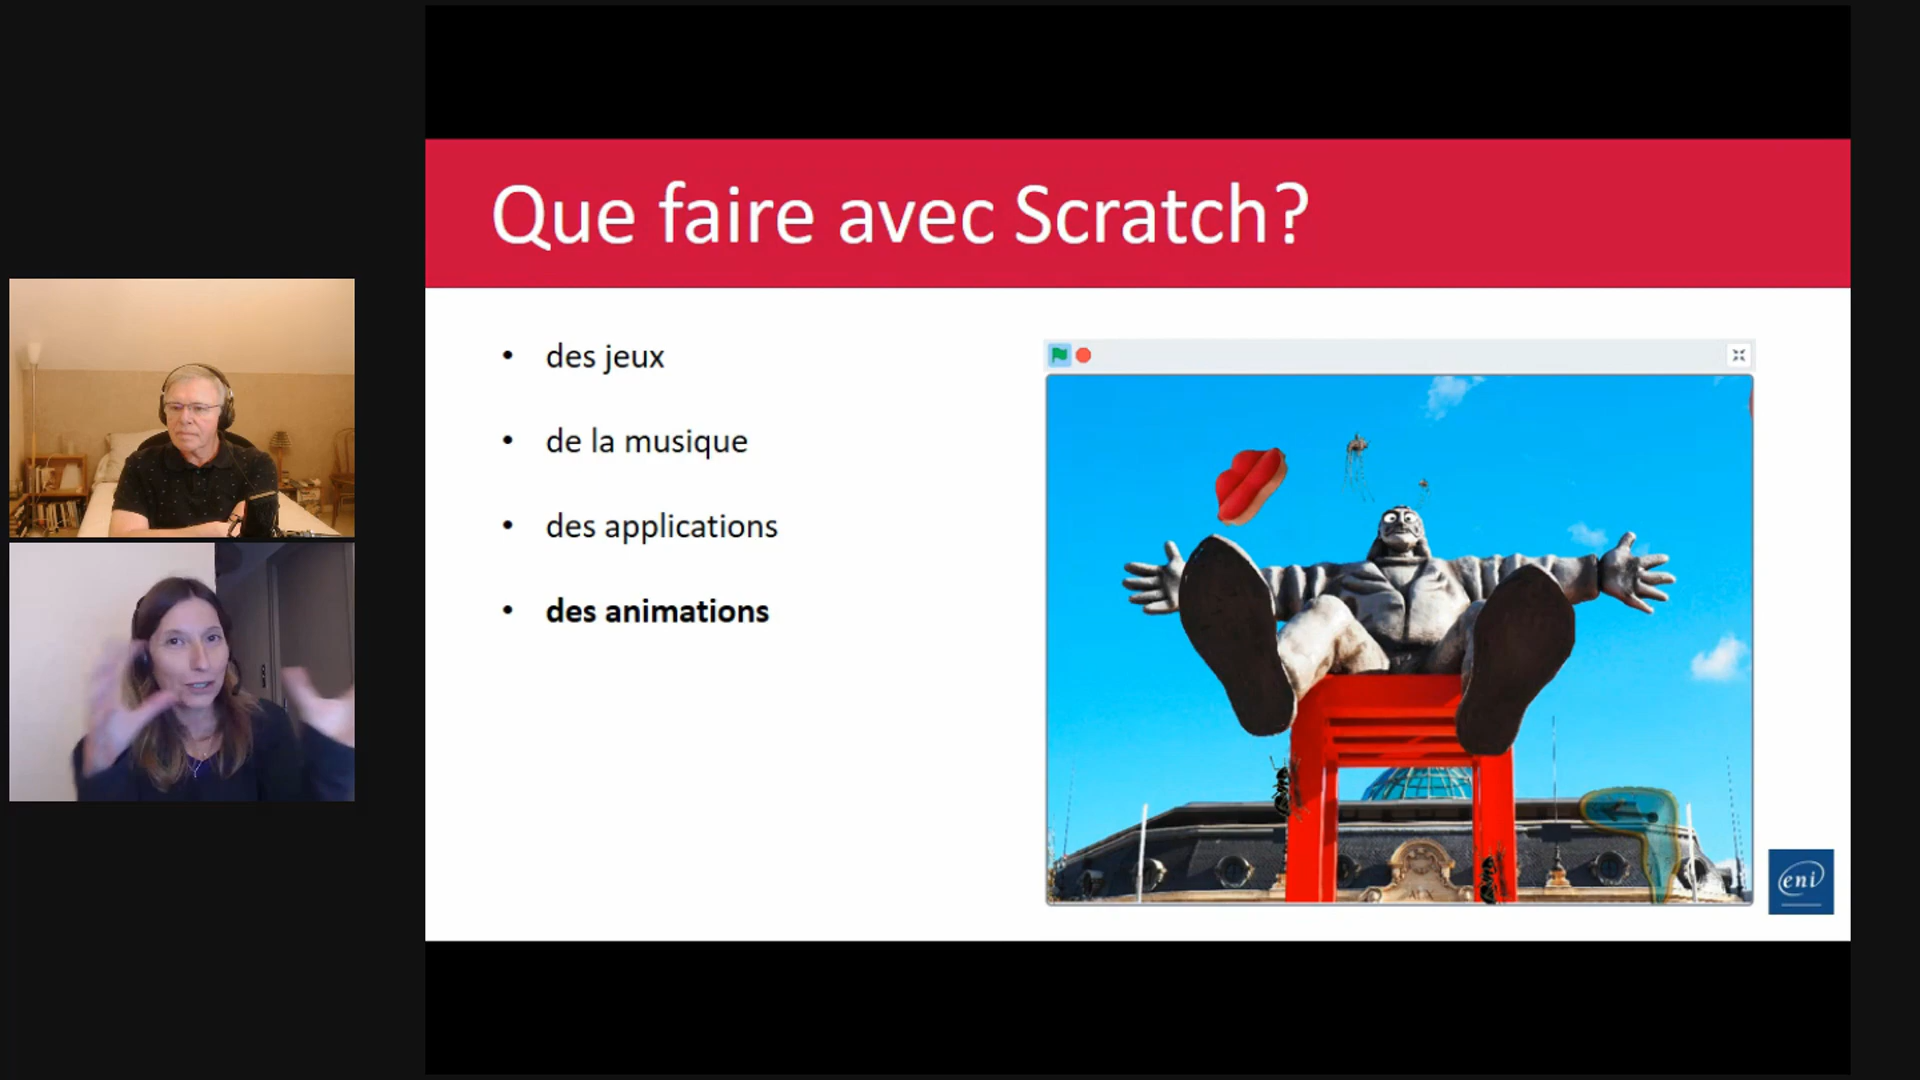 Que faire avec Scratch?
• des jeux
• de la musique
• des applications
• des animations
eni